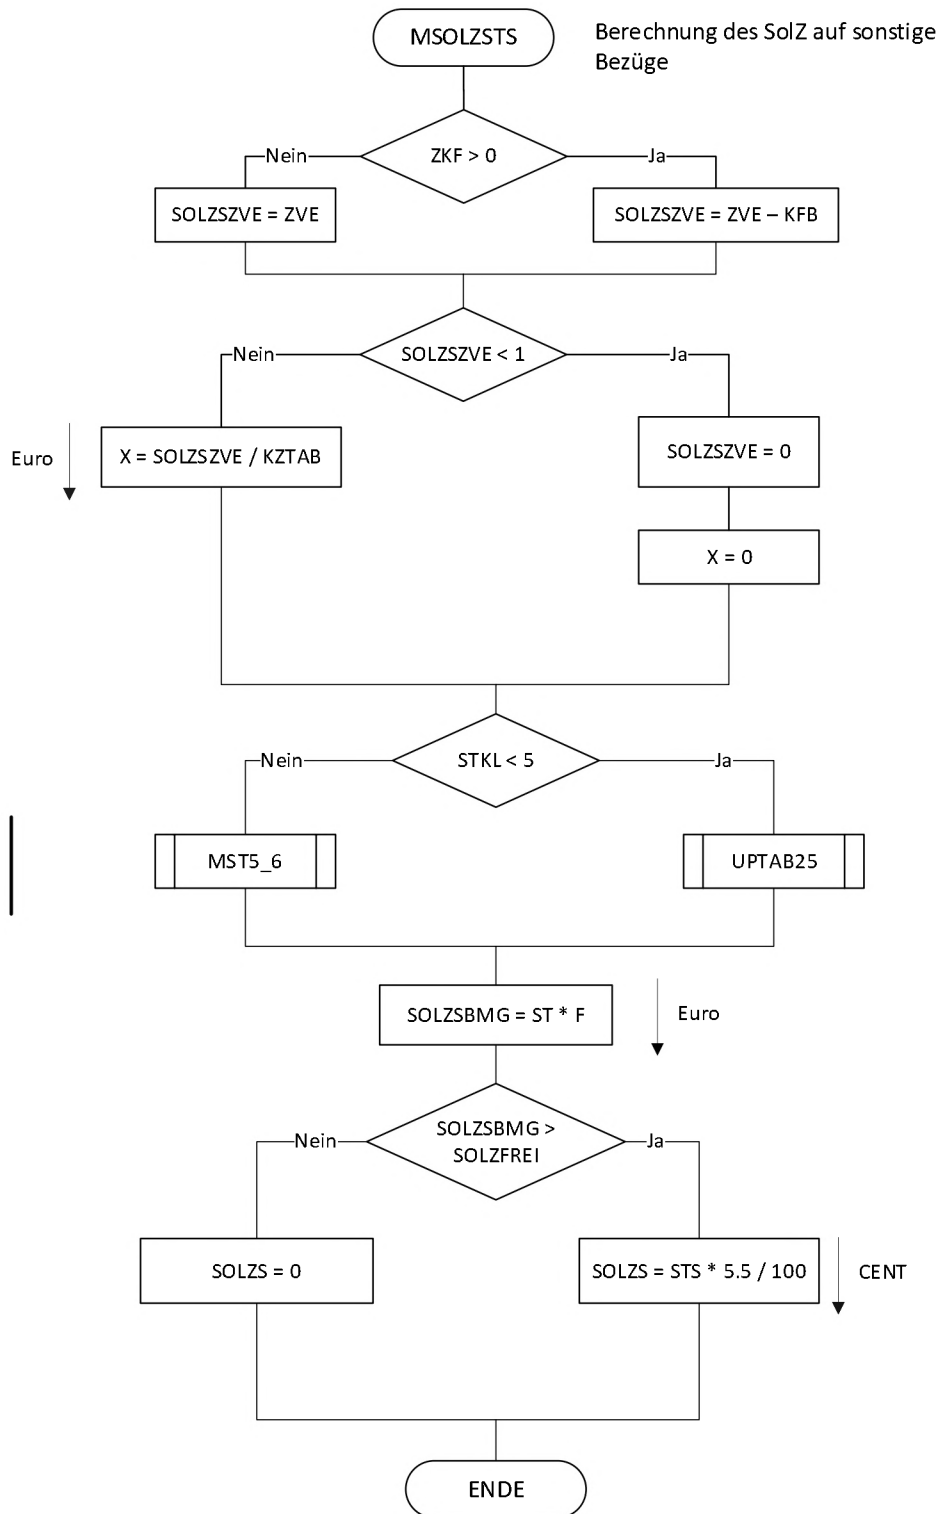 MSOLZSTS
Berechnung des SolZ auf sonstige
Bezüge
ZKF > 0
Nein
Ja
SOLZSZVE = ZVE
SOLZSZVE = ZVE – KFB
SOLZSZVE < 1
Nein
Ja
Euro
X = SOLZSZVE / KZTAB
SOLZSZVE = 0
X = 0
STKL < 5
Nein
Ja
MST5_6
UPTAB25
SOLZSBMG = ST * F
Euro
SOLZSBMG >
SOLZFREI
Nein
Ja
SOLZS = 0
SOLZS = STS * 5.5 / 100
CENT
ENDE